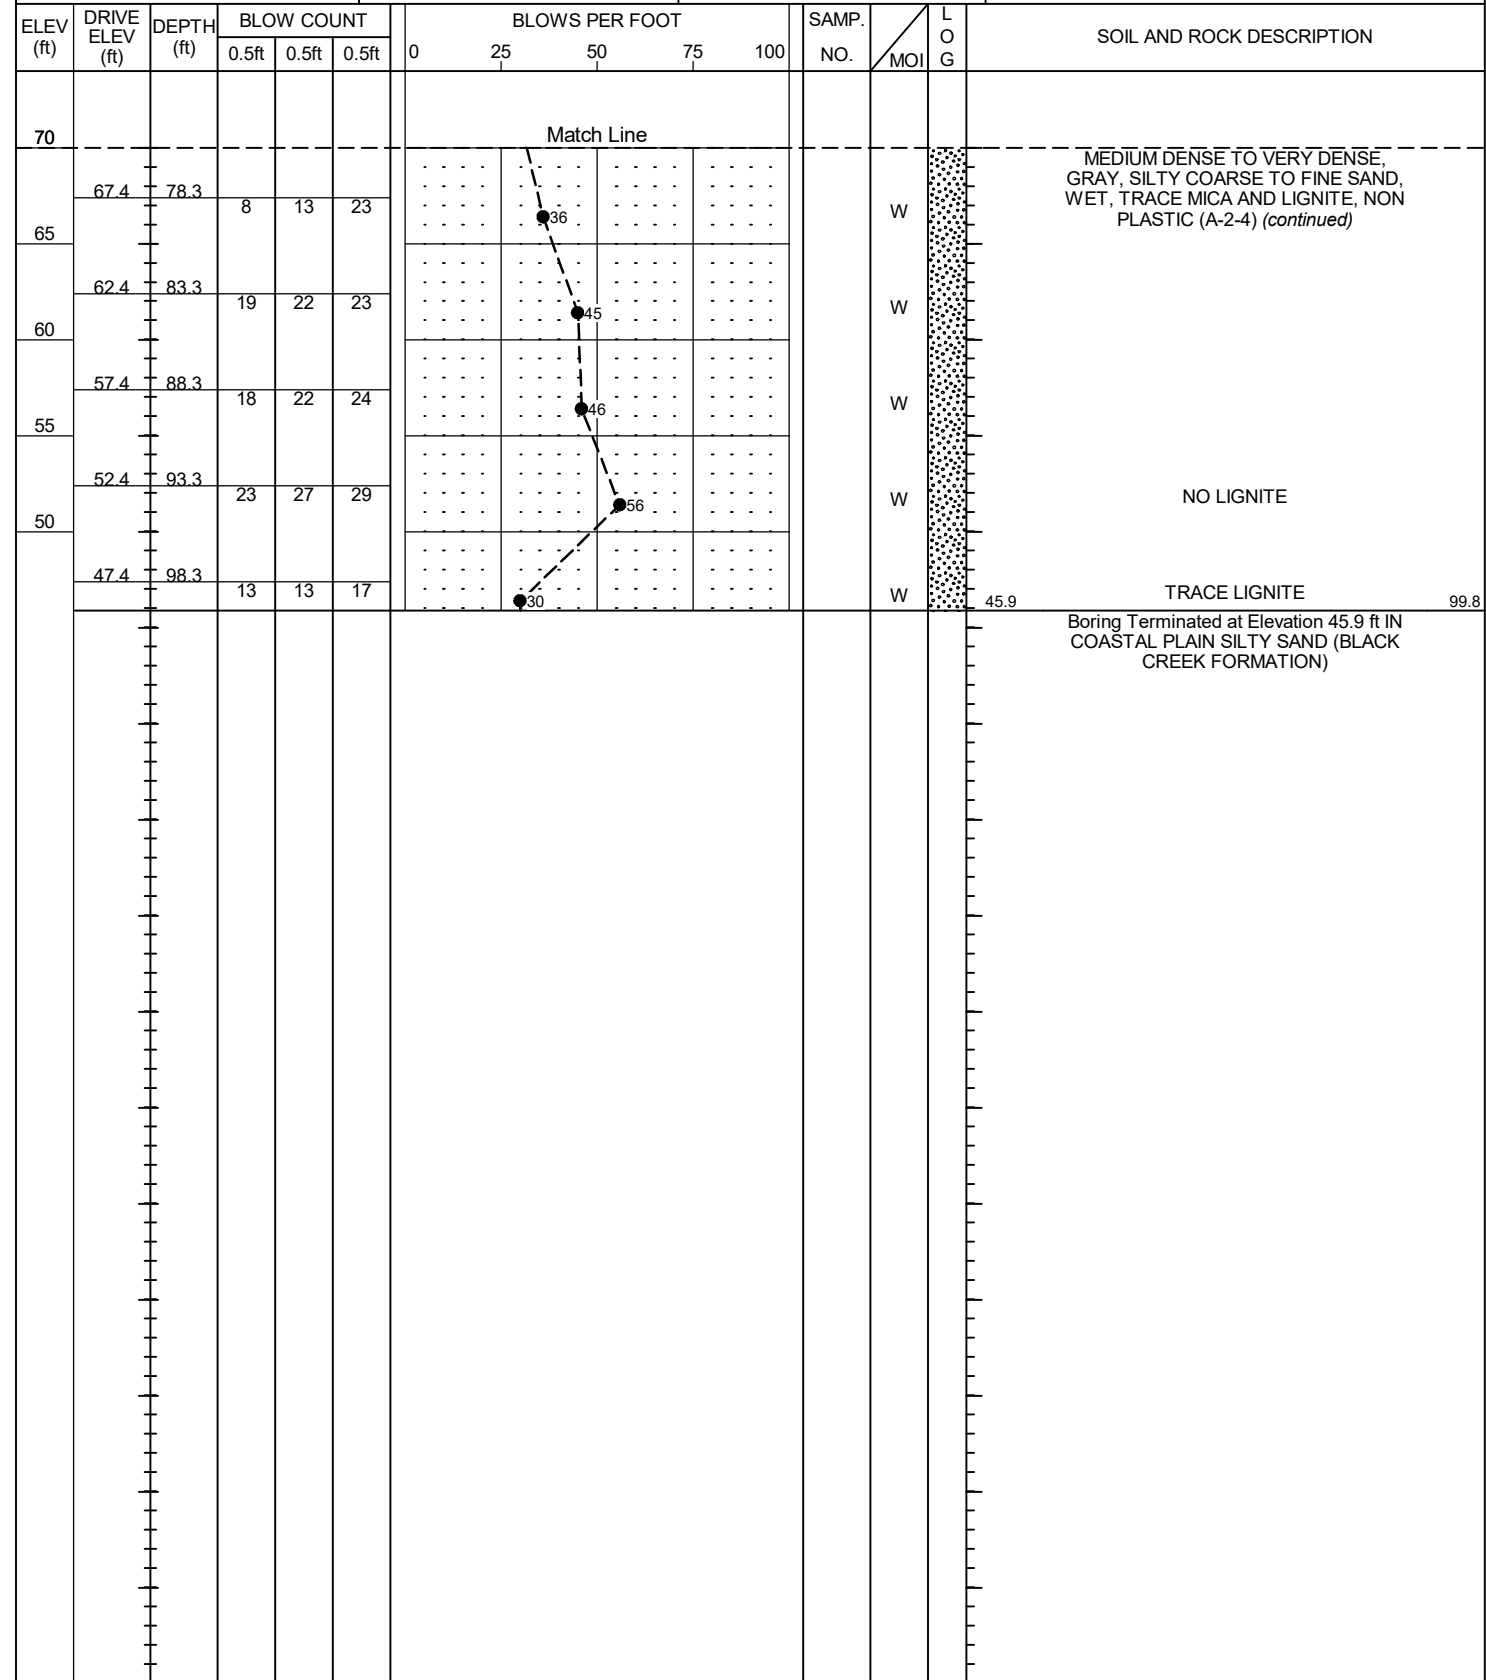 ELEV (ft) DRIVE ELEV (ft) DEPTH (ft) BLOW COUNT BLOWS PER FOOT SAMP. NO. MOI LOG SOIL AND ROCK DESCRIPTION
0.5ft 0.5ft 0.5ft 0 25 50 75 100
70 Match Line
MEDIUM DENSE TO VERY DENSE,
GRAY, SILTY COARSE TO FINE SAND,
WET, TRACE MICA AND LIGNITE, NON
PLASTIC (A-2-4) (continued)
67.4 78.3
8 13 23 36 W
65
62.4 83.3
19 22 23 45 W
60
57.4 88.3
18 22 24 46 W
55
52.4 93.3
23 27 29 56 W NO LIGNITE
50
47.4 98.3
13 13 17 30 W TRACE LIGNITE
45.9 99.8
Boring Terminated at Elevation 45.9 ft IN
COASTAL PLAIN SILTY SAND (BLACK
CREEK FORMATION)